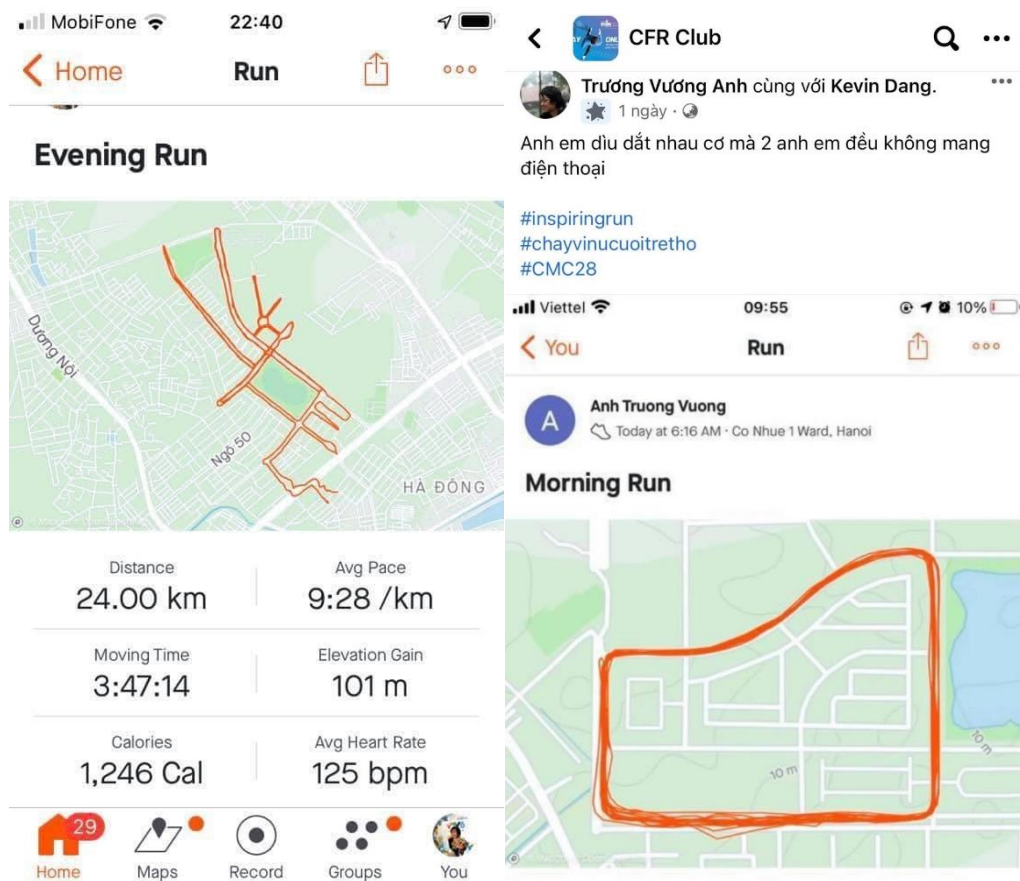 MobiFone
22:40
Home
Run
Evening Run
Dương Nội
Ngõ 50
HÀ ĐÔNG
Distance
Avg Pace
24.00 km
9:28 /km
Moving Time
Elevation Gain
3:47:14
101 m
Calories
Avg Heart Rate
1,246 Cal
125 bpm
29
Home
Maps
Record
Groups
You
CFR Club
Trương Vương Anh cùng với Kevin Dang.
1 ngày ·
Anh em dìu dắt nhau cơ mà 2 anh em đều không mang
điện thoại
#inspiringrun
#chayvinucuoitretho
#CMC28
Viettel
09:55
10%
You
Run
A
Anh Truong Vuong
Today at 6:16 AM · Co Nhue 1 Ward, Hanoi
Morning Run
10 m
10 m